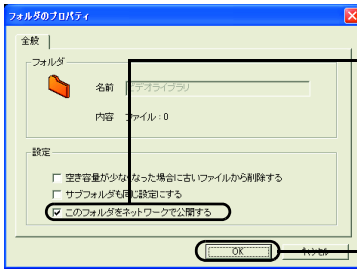 フォルダのプロパティ
全般
フォルダ
名前 ビデオライブラリ
内容 ファイル：0
設定
空き容量が少なくなった場合に古いファイルから削除する
サブフォルダも同じ設定にする
このフォルダをネットワークで公開する
OK
キャンセル